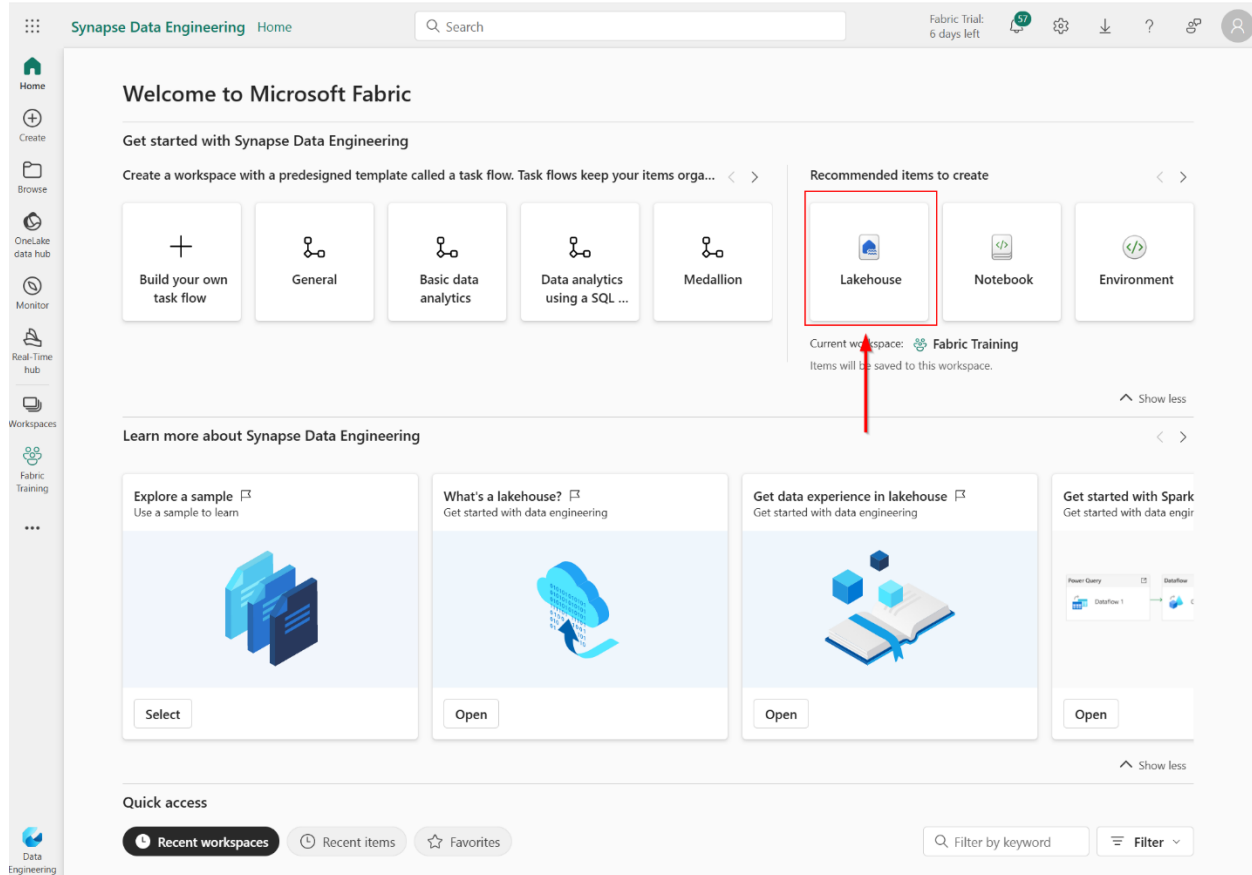 Synapse Data Engineering Home
Search
Fabric Trial:
6 days left
57
?
Home
Create
Browse
OneLake
data hub
Monitor
Real-Time
hub
Workspaces
Fabric
Training
Data
Engineering
Welcome to Microsoft Fabric
Get started with Synapse Data Engineering
Create a workspace with a predesigned template called a task flow. Task flows keep your items orga...
Build your own
task flow
General
Basic data
analytics
Data analytics
using a SQL ...
Medallion
Recommended items to create
Lakehouse
Notebook
Environment
Current workspace: Fabric Training
Items will be saved to this workspace.
Show less
Learn more about Synapse Data Engineering
Explore a sample
Use a sample to learn
Select
What's a lakehouse?
Get started with data engineering
Open
Get data experience in lakehouse
Get started with data engineering
Open
Get started with Spark
Get started with data engir
Power Query
Dataflow 1
Dataflow
Open
Show less
Quick access
Recent workspaces
Recent items
Favorites
Filter by keyword
Filter